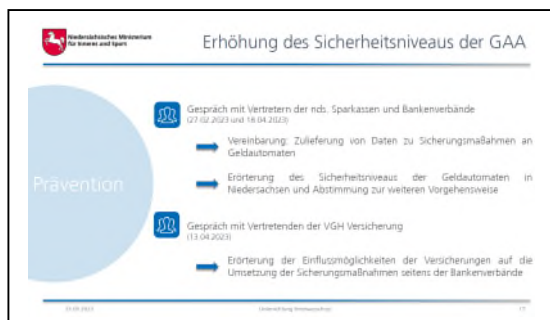 Niedersächsisches Ministerium
für Inneres und Sport
Erhöhung des Sicherheitsniveaus der GAA
Prävention
Gespräch mit Vertretern der nds. Sparkassen und Bankenverbände
(27.02.2023 und 18.04.2023)
Vereinbarung: Zulieferung von Daten zu Sicherungsmaßahmen an
Geldautomaten
Erörterung des Sicherheitsniveaus der Geldautomaten in
Niedersachsen und Abstimmung zur weiteren Vorgehensweise
Gespräch mit Vertretenden der VGH Versicherung
(13.04.2023)
Erörterung der Einflussmöglichkeiten der Versicherungen auf die
Umsetzung der Sicherungsmaßnahmen seitens der Bankenverbände
17